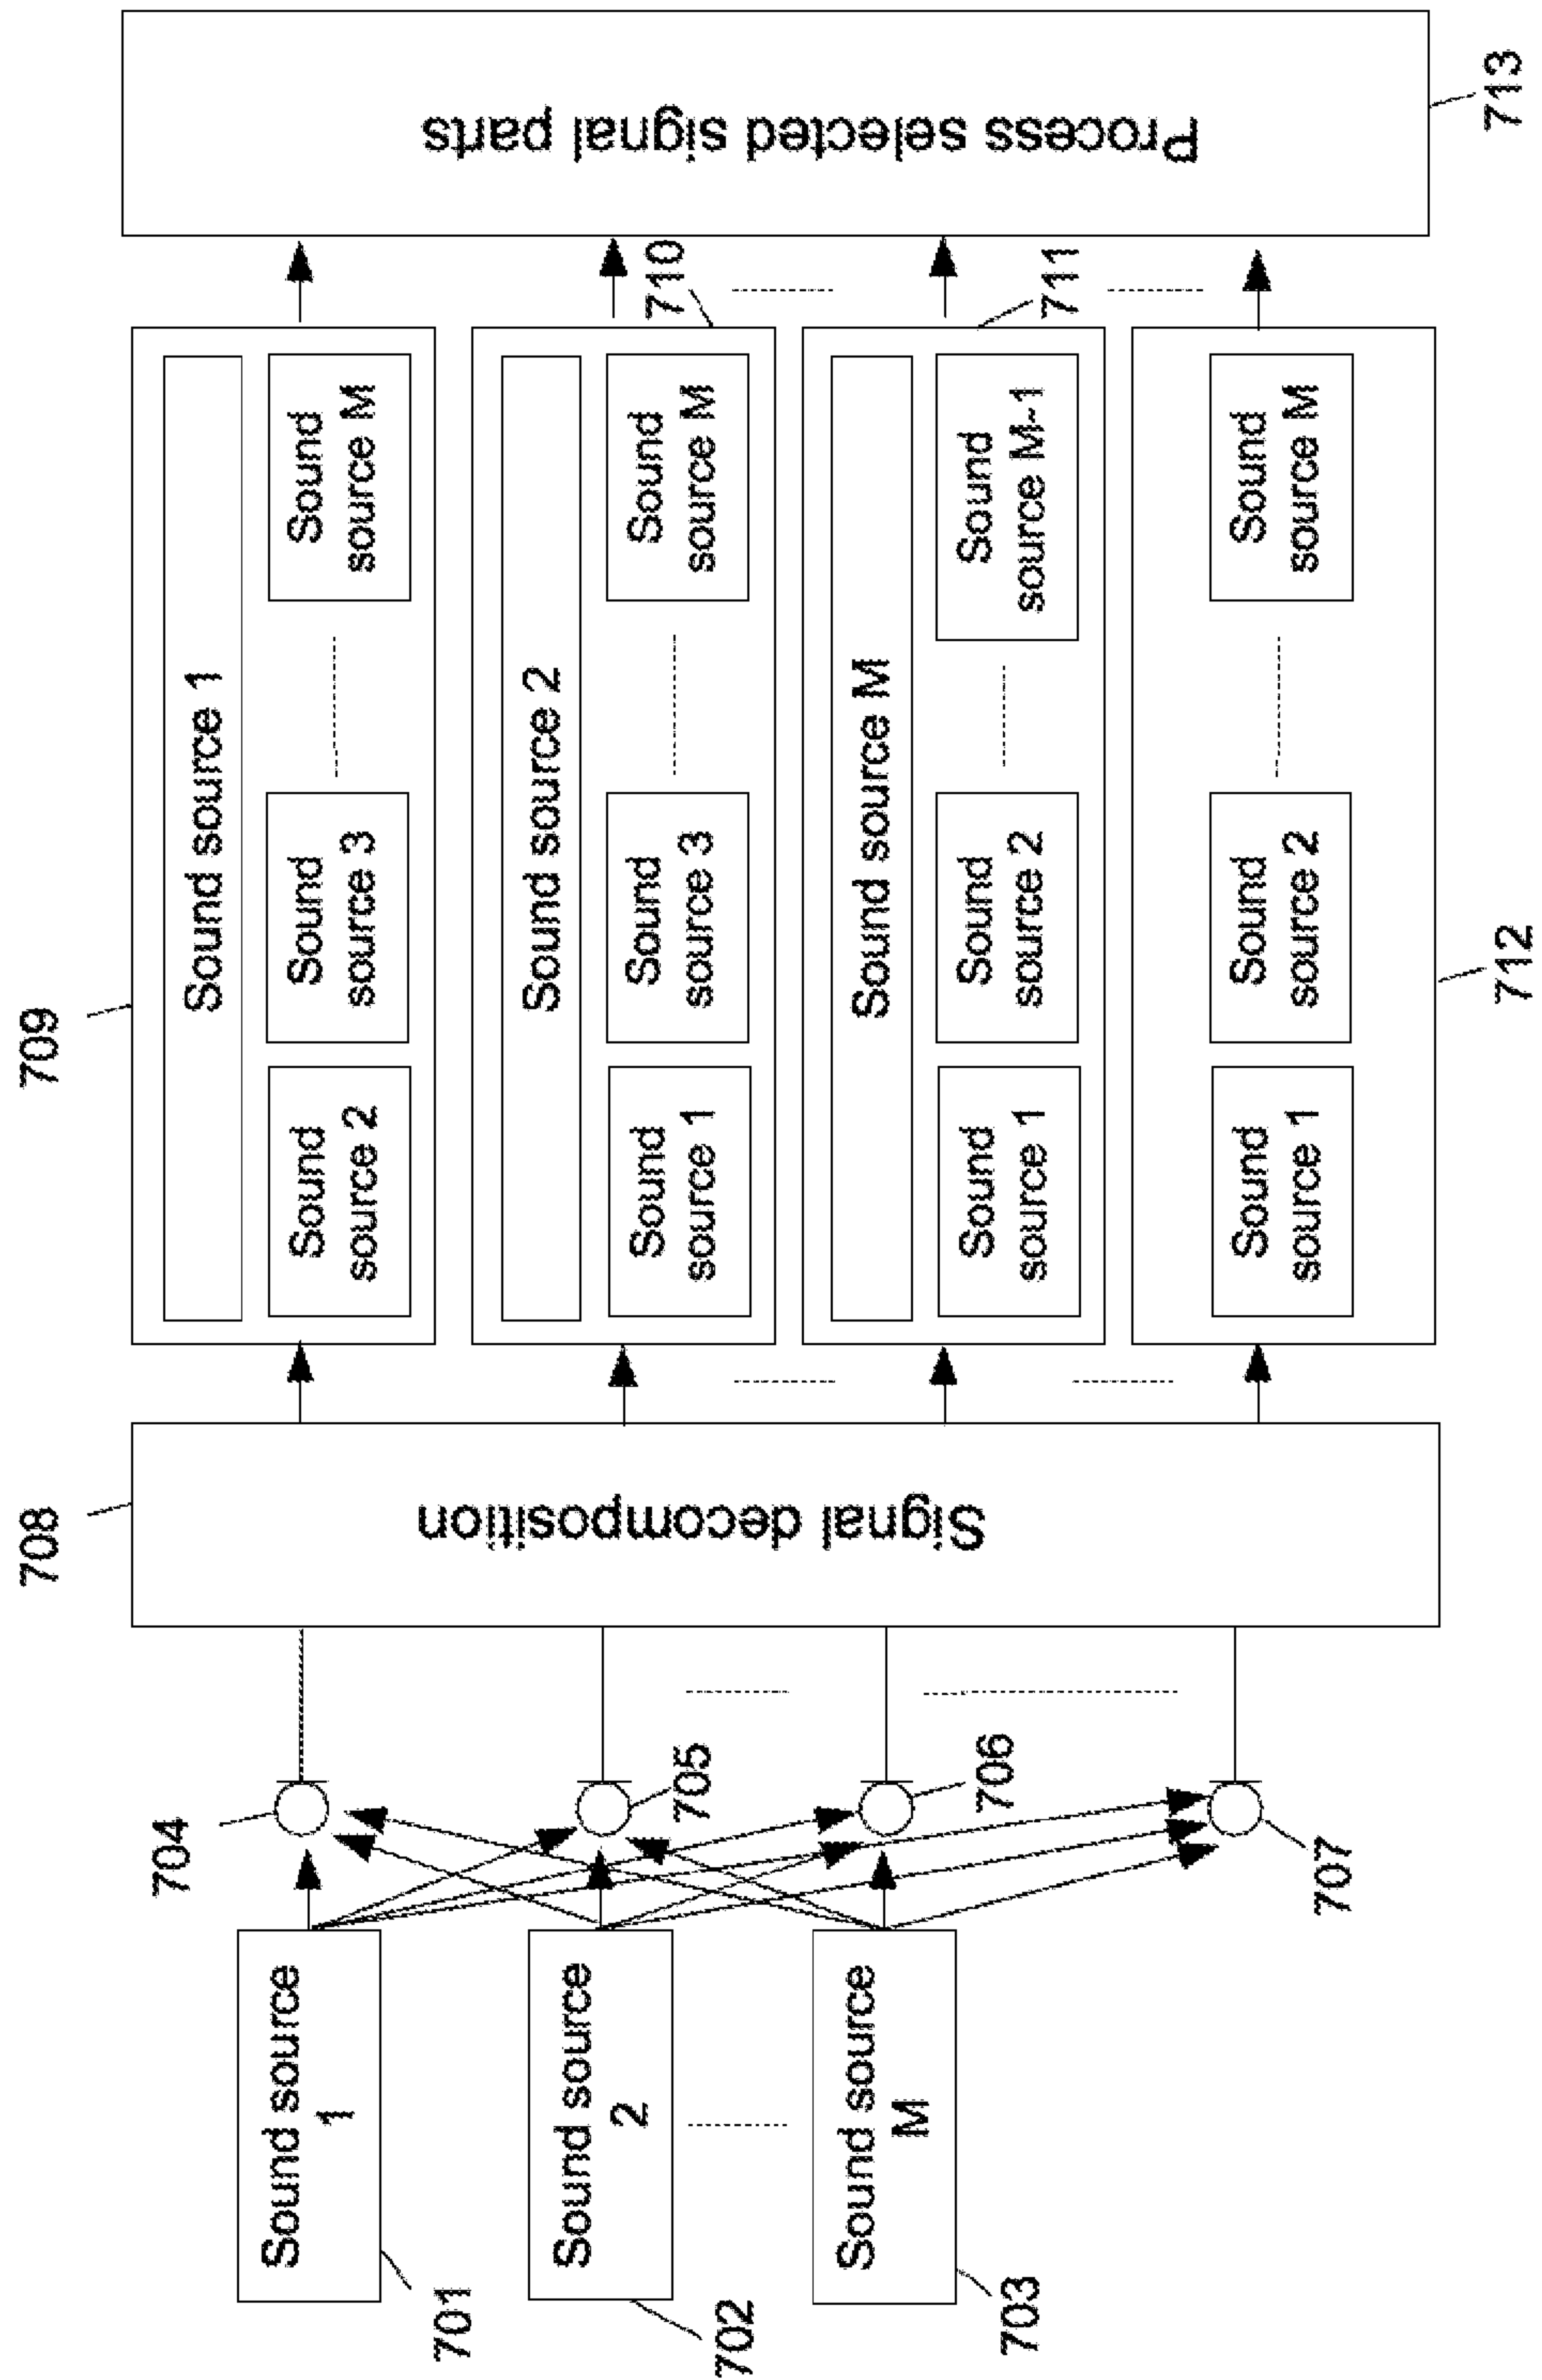 701
Sound source
1
702
Sound source
2
703
Sound source
M
704
705
706
707
708
Signal decomposition
709
Sound source 1
Sound
source 2
Sound
source 3
Sound
source M
710
Sound source 2
Sound
source 1
Sound
source 3
Sound
source M
711
Sound source M
Sound
source 1
Sound
source 2
Sound
source M-1
712
Sound
source 1
Sound
source 2
Sound
source M
Process selected signal parts
713